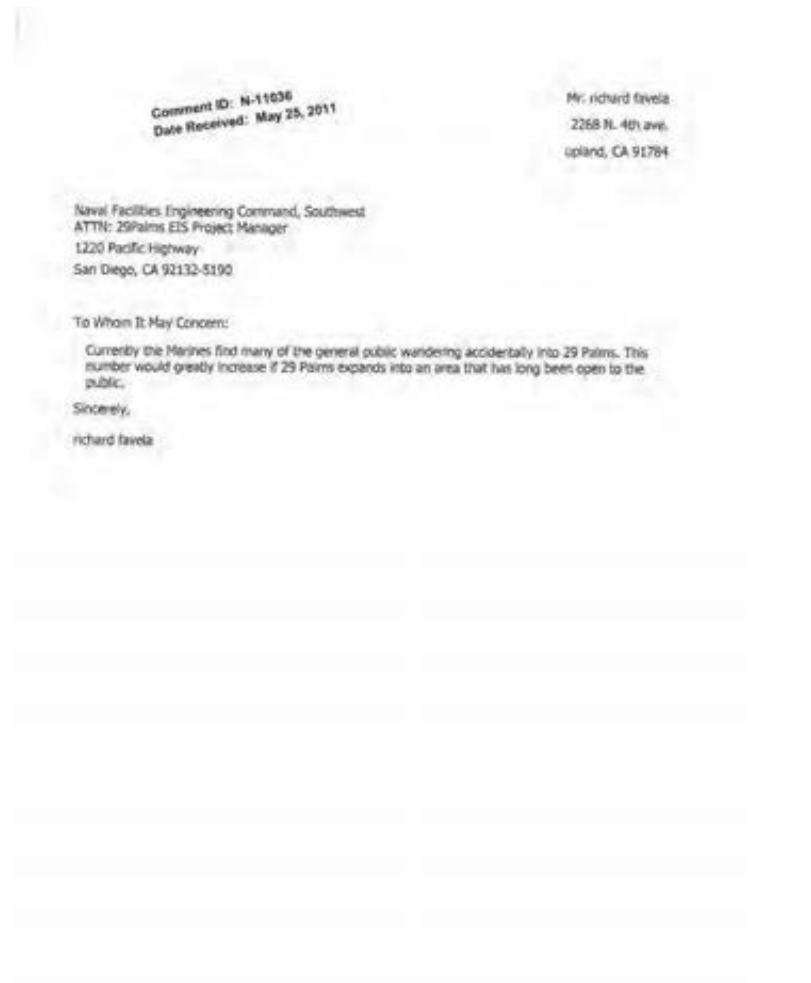 Comment ID: N-11036
Date Received: May 25, 2011
Mr. richard favela
2268 N. 4th ave.
upland, CA 91784
Naval Facilities Engineering Command, Southwest
ATTN: 29Palms EIS Project Manager
1220 Pacific Highway
San Diego, CA 92132-5190
To Whom It May Concern:
Currently the Marines find many of the general public wandering accidentally into 29 Palms. This
number would greatly increase if 29 Palms expands into an area that has long been open to the
public.
Sincerely,
richard favela